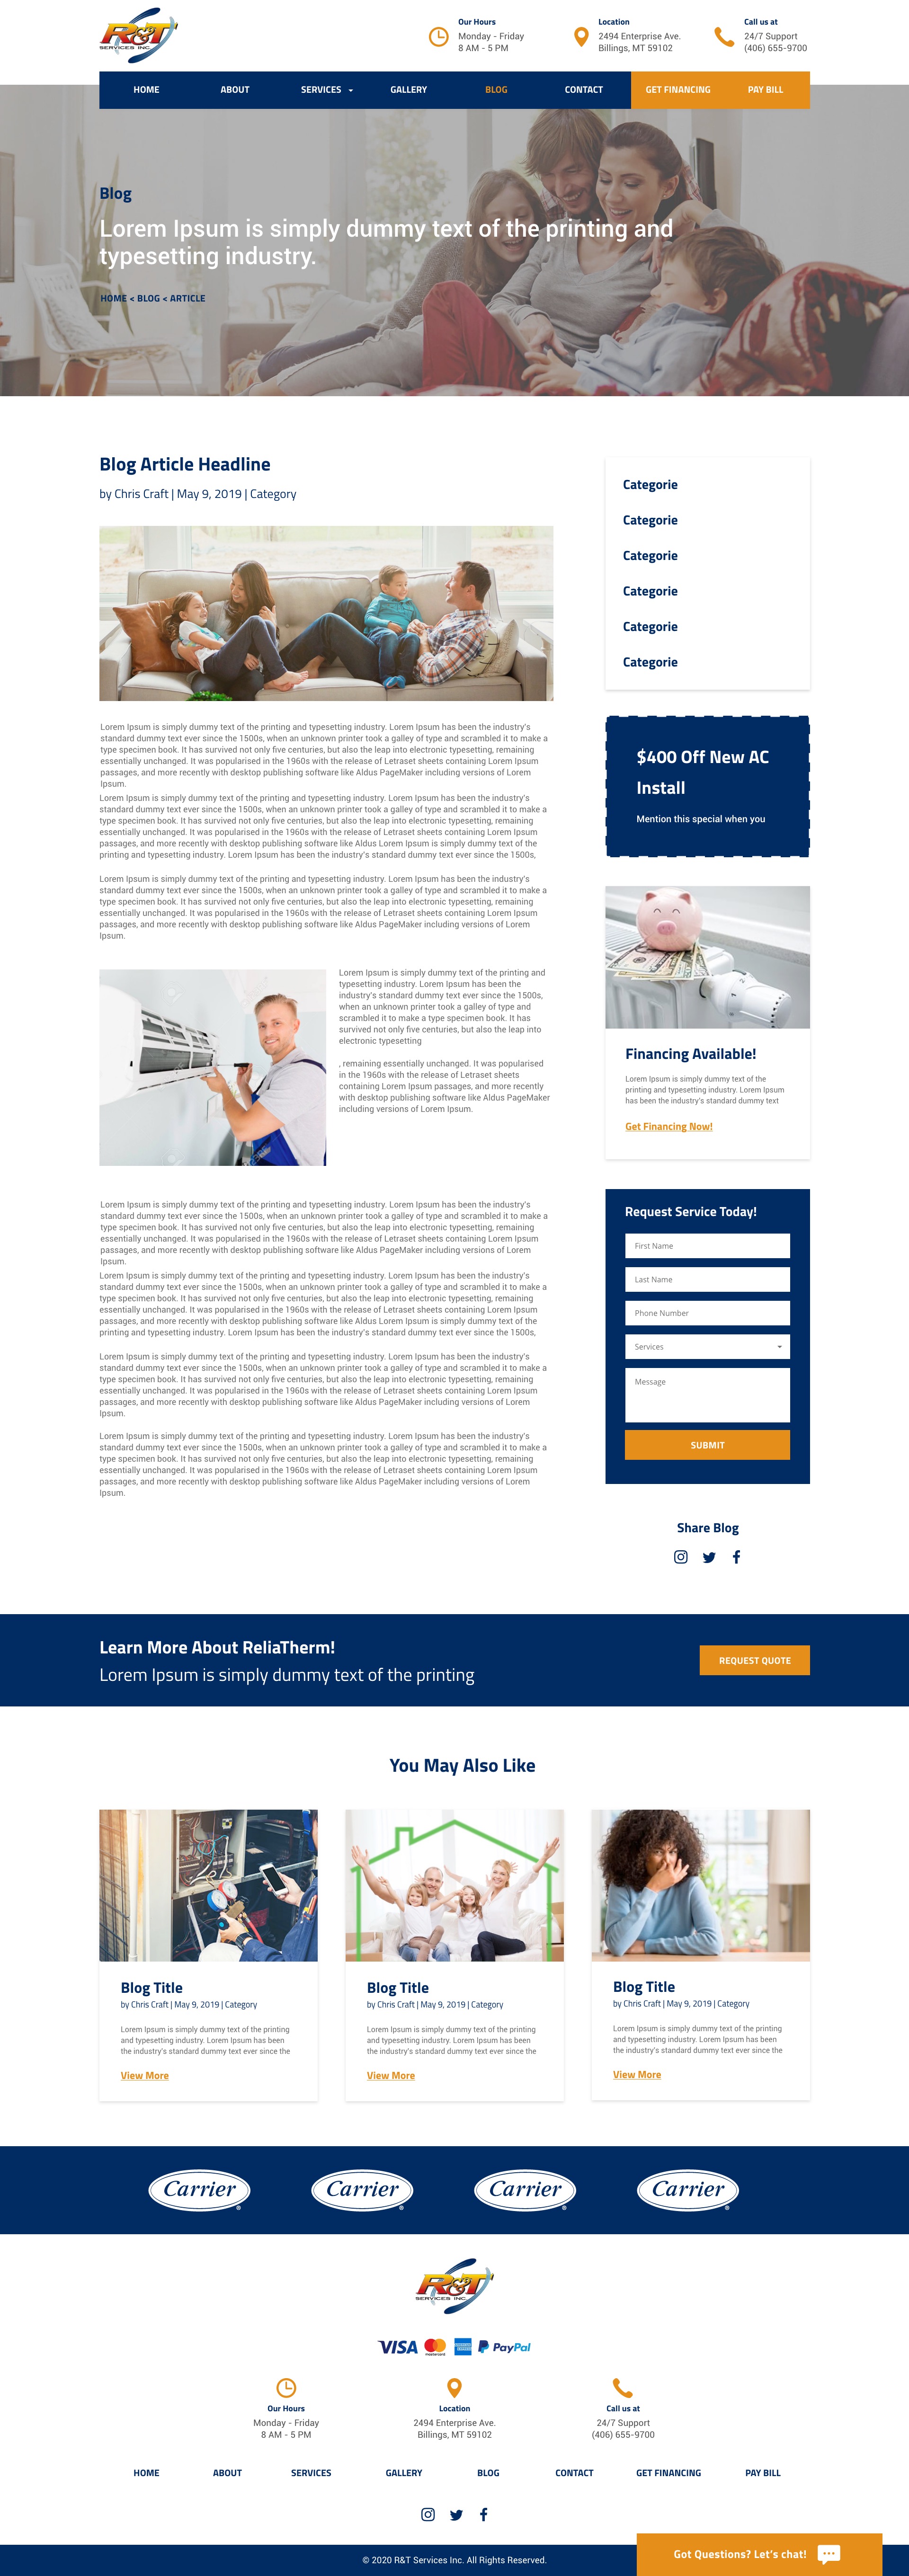 R&T
SERVICES INC.
Our Hours
Monday - Friday
8 AM - 5 PM
Location
2494 Enterprise Ave.
Billings, MT 59102
Call us at
24/7 Support
(406) 655-9700
HOME
ABOUT
SERVICES
GALLERY
BLOG
CONTACT
GET FINANCING
PAY BILL
Blog
Lorem Ipsum is simply dummy text of the printing and
typesetting industry.
HOME < BLOG < ARTICLE
Blog Article Headline
by Chris Craft | May 9, 2019 | Category
Lorem Ipsum is simply dummy text of the printing and typesetting industry. Lorem Ipsum has been the industry's
standard dummy text ever since the 1500s, when an unknown printer took a galley of type and scrambled it to make a
type specimen book. It has survived not only five centuries, but also the leap into electronic typesetting, remaining
essentially unchanged. It was popularised in the 1960s with the release of Letraset sheets containing Lorem Ipsum
passages, and more recently with desktop publishing software like Aldus PageMaker including versions of Lorem
Ipsum.
Lorem Ipsum is simply dummy text of the printing and typesetting industry. Lorem Ipsum has been the industry's
standard dummy text ever since the 1500s, when an unknown printer took a galley of type and scrambled it to make a
type specimen book. It has survived not only five centuries, but also the leap into electronic typesetting, remaining
essentially unchanged. It was popularised in the 1960s with the release of Letraset sheets containing Lorem Ipsum
passages, and more recently with desktop publishing software like Aldus Lorem Ipsum is simply dummy text of the
printing and typesetting industry. Lorem Ipsum has been the industry's standard dummy text ever since the 1500s,
Lorem Ipsum is simply dummy text of the printing and typesetting industry. Lorem Ipsum has been the industry's
standard dummy text ever since the 1500s, when an unknown printer took a galley of type and scrambled it to make a
type specimen book. It has survived not only five centuries, but also the leap into electronic typesetting, remaining
essentially unchanged. It was popularised in the 1960s with the release of Letraset sheets containing Lorem Ipsum
passages, and more recently with desktop publishing software like Aldus PageMaker including versions of Lorem
Ipsum.
Lorem Ipsum is simply dummy text of the printing and
typesetting industry. Lorem Ipsum has been the
industry's standard dummy text ever since the 1500s,
when an unknown printer took a galley of type and
scrambled it to make a type specimen book. It has
survived not only five centuries, but also the leap into
electronic typesetting
, remaining essentially unchanged. It was popularised
in the 1960s with the release of Letraset sheets
containing Lorem Ipsum passages, and more recently
with desktop publishing software like Aldus PageMaker
including versions of Lorem Ipsum.
Lorem Ipsum is simply dummy text of the printing and typesetting industry. Lorem Ipsum has been the industry's
standard dummy text ever since the 1500s, when an unknown printer took a galley of type and scrambled it to make a
type specimen book. It has survived not only five centuries, but also the leap into electronic typesetting, remaining
essentially unchanged. It was popularised in the 1960s with the release of Letraset sheets containing Lorem Ipsum
passages, and more recently with desktop publishing software like Aldus PageMaker including versions of Lorem
Ipsum.
Lorem Ipsum is simply dummy text of the printing and typesetting industry. Lorem Ipsum has been the industry's
standard dummy text ever since the 1500s, when an unknown printer took a galley of type and scrambled it to make a
type specimen book. It has survived not only five centuries, but also the leap into electronic typesetting, remaining
essentially unchanged. It was popularised in the 1960s with the release of Letraset sheets containing Lorem Ipsum
passages, and more recently with desktop publishing software like Aldus Lorem Ipsum is simply dummy text of the
printing and typesetting industry. Lorem Ipsum has been the industry's standard dummy text ever since the 1500s,
Lorem Ipsum is simply dummy text of the printing and typesetting industry. Lorem Ipsum has been the industry's
standard dummy text ever since the 1500s, when an unknown printer took a galley of type and scrambled it to make a
type specimen book. It has survived not only five centuries, but also the leap into electronic typesetting, remaining
essentially unchanged. It was popularised in the 1960s with the release of Letraset sheets containing Lorem Ipsum
passages, and more recently with desktop publishing software like Aldus PageMaker including versions of Lorem
Ipsum.
Lorem Ipsum is simply dummy text of the printing and typesetting industry. Lorem Ipsum has been the industry's
standard dummy text ever since the 1500s, when an unknown printer took a galley of type and scrambled it to make a
type specimen book. It has survived not only five centuries, but also the leap into electronic typesetting, remaining
essentially unchanged. It was popularised in the 1960s with the release of Letraset sheets containing Lorem Ipsum
passages, and more recently with desktop publishing software like Aldus PageMaker including versions of Lorem
Ipsum.
Categorie
Categorie
Categorie
Categorie
Categorie
Categorie
$400 Off New AC
Install
Mention this special when you
Financing Available!
Lorem Ipsum is simply dummy text of the
printing and typesetting industry. Lorem Ipsum
has been the industry's standard dummy text
Get Financing Now!
Request Service Today!
First Name
Last Name
Phone Number
Services
Message
SUBMIT
Share Blog
Learn More About ReliaTherm!
Lorem Ipsum is simply dummy text of the printing
REQUEST QUOTE
You May Also Like
Blog Title
by Chris Craft | May 9, 2019 | Category
Lorem Ipsum is simply dummy text of the printing
and typesetting industry. Lorem Ipsum has been
the industry's standard dummy text ever since the
View More
Blog Title
by Chris Craft | May 9, 2019 | Category
Lorem Ipsum is simply dummy text of the printing
and typesetting industry. Lorem Ipsum has been
the industry's standard dummy text ever since the
View More
Blog Title
by Chris Craft | May 9, 2019 | Category
Lorem Ipsum is simply dummy text of the printing
and typesetting industry. Lorem Ipsum has been
the industry's standard dummy text ever since the
View More
Carrier ®
Carrier ®
Carrier ®
Carrier ®
R&T
SERVICES INC.
VISA
mastercard
AMERICAN EXPRESS
PayPal
Our Hours
Monday - Friday
8 AM - 5 PM
Location
2494 Enterprise Ave.
Billings, MT 59102
Call us at
24/7 Support
(406) 655-9700
HOME
ABOUT
SERVICES
GALLERY
BLOG
CONTACT
GET FINANCING
PAY BILL
© 2020 R&T Services Inc. All Rights Reserved.
Got Questions? Let's chat!